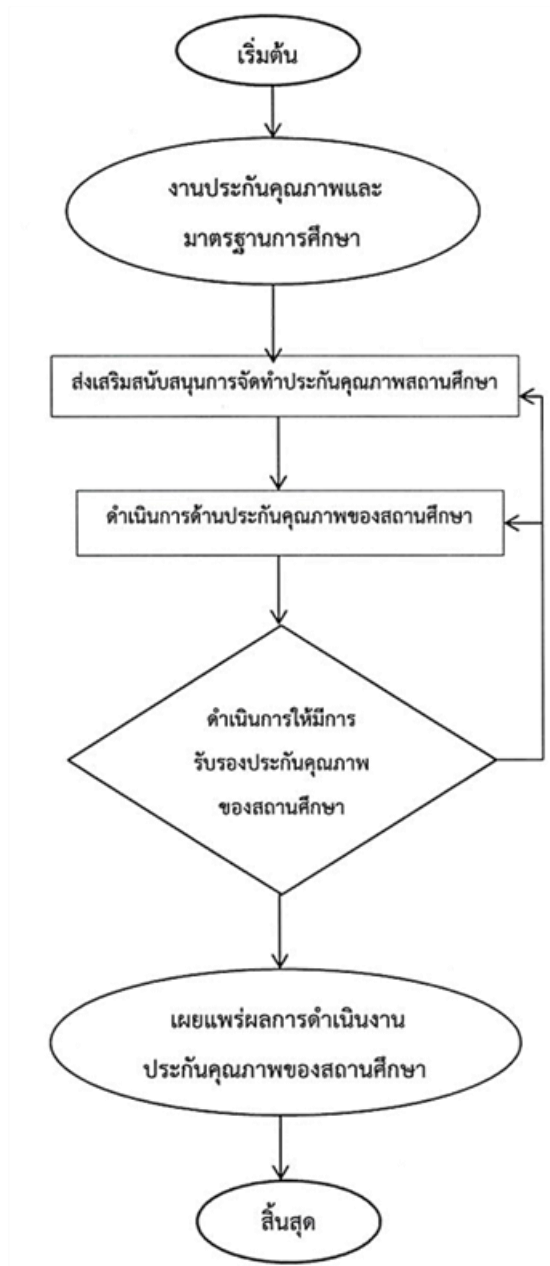 เริ่มต้น
งานประกันคุณภาพและ
มาตรฐานการศึกษา
ส่งเสริมสนับสนุนการจัดทำประกันคุณภาพสถานศึกษา
ดำเนินการด้านประกันคุณภาพของสถานศึกษา
ดำเนินการให้มีการ
รับรองประกันคุณภาพ
ของสถานศึกษา
เผยแพร่ผลการดำเนินงาน
ประกันคุณภาพของสถานศึกษา
สิ้นสุด